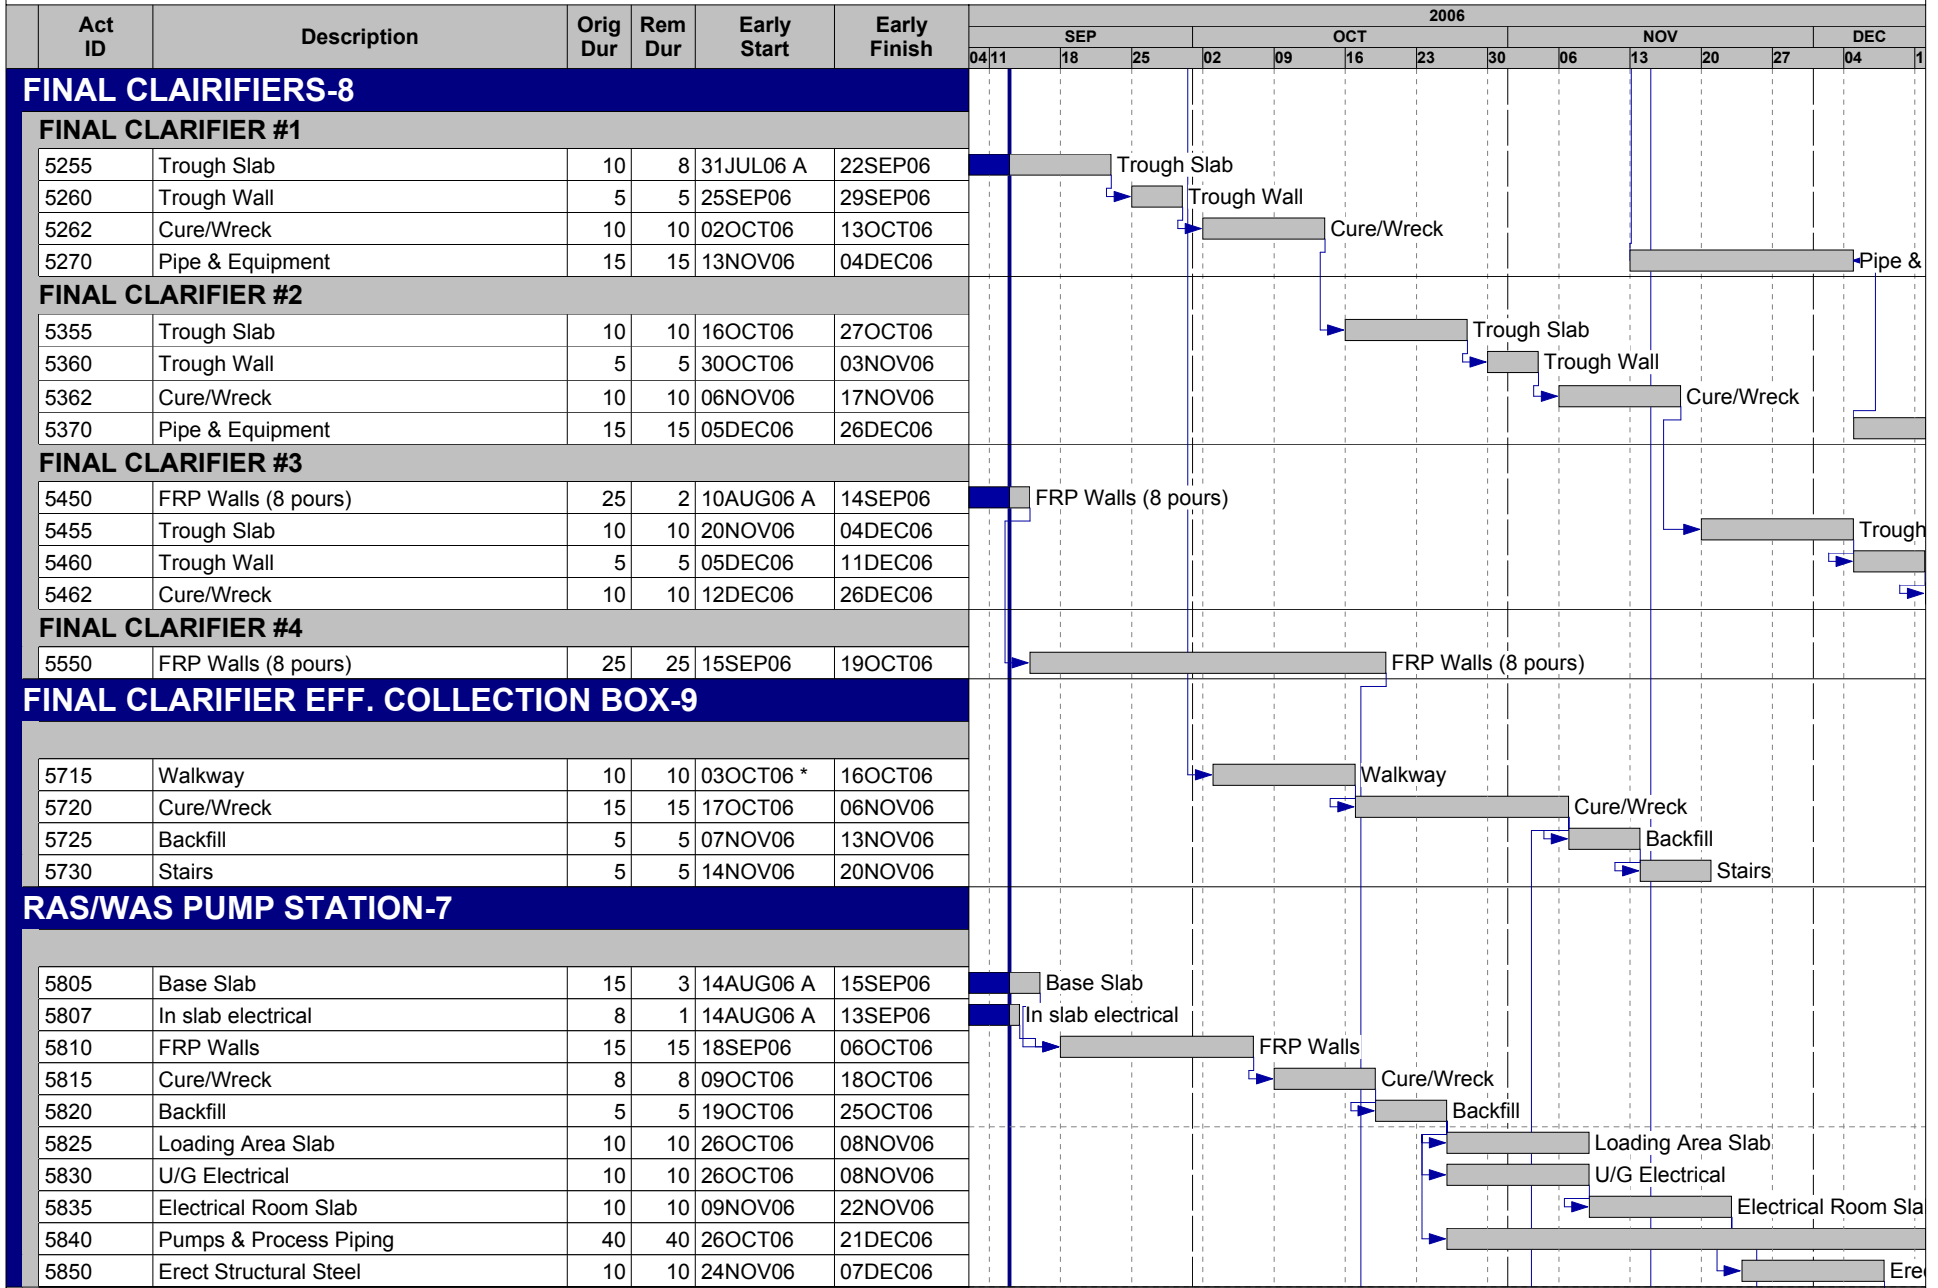 2006
Act ID Description Orig Dur Rem Dur Early Start Early Finish SEP OCT NOV DEC
04 11 18 25 02 09 16 23 30 06 13 20 27 04 1
FINAL CLAIRIFIERS-8
FINAL CLARIFIER #1
5255 Trough Slab 10 8 31JUL06 A 22SEP06 Trough Slab
5260 Trough Wall 5 5 25SEP06 29SEP06 Trough Wall
5262 Cure/Wreck 10 10 02OCT06 13OCT06 Cure/Wreck
5270 Pipe & Equipment 15 15 13NOV06 04DEC06 Pipe &
FINAL CLARIFIER #2
5355 Trough Slab 10 10 16OCT06 27OCT06 Trough Slab
5360 Trough Wall 5 5 30OCT06 03NOV06 Trough Wall
5362 Cure/Wreck 10 10 06NOV06 17NOV06 Cure/Wreck
5370 Pipe & Equipment 15 15 05DEC06 26DEC06
FINAL CLARIFIER #3
5450 FRP Walls (8 pours) 25 2 10AUG06 A 14SEP06 FRP Walls (8 pours)
5455 Trough Slab 10 10 20NOV06 04DEC06 Trough
5460 Trough Wall 5 5 05DEC06 11DEC06
5462 Cure/Wreck 10 10 12DEC06 26DEC06
FINAL CLARIFIER #4
5550 FRP Walls (8 pours) 25 25 15SEP06 19OCT06 FRP Walls (8 pours)
FINAL CLARIFIER EFF. COLLECTION BOX-9
5715 Walkway 10 10 03OCT06 * 16OCT06 Walkway
5720 Cure/Wreck 15 15 17OCT06 06NOV06 Cure/Wreck
5725 Backfill 5 5 07NOV06 13NOV06 Backfill
5730 Stairs 5 5 14NOV06 20NOV06 Stairs
RAS/WAS PUMP STATION-7
5805 Base Slab 15 3 14AUG06 A 15SEP06 Base Slab
5807 In slab electrical 8 1 14AUG06 A 13SEP06 In slab electrical
5810 FRP Walls 15 15 18SEP06 06OCT06 FRP Walls
5815 Cure/Wreck 8 8 09OCT06 18OCT06 Cure/Wreck
5820 Backfill 5 5 19OCT06 25OCT06 Backfill
5825 Loading Area Slab 10 10 26OCT06 08NOV06 Loading Area Slab
5830 U/G Electrical 10 10 26OCT06 08NOV06 U/G Electrical
5835 Electrical Room Slab 10 10 09NOV06 22NOV06 Electrical Room Sla
5840 Pumps & Process Piping 40 40 26OCT06 21DEC06
5850 Erect Structural Steel 10 10 24NOV06 07DEC06 Ere